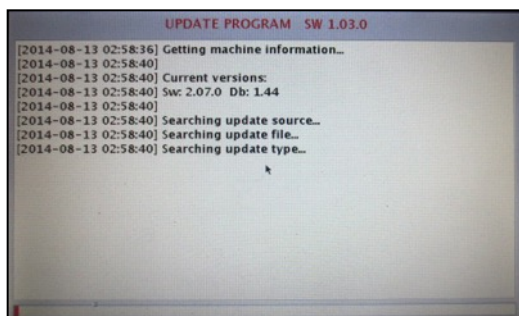 UPDATE PROGRAM SW 1.03.0
[2014-08-13 02:58:36] Getting machine information...
[2014-08-13 02:58:40]
[2014-08-13 02:58:40] Current versions:
[2014-08-13 02:58:40] Sw: 2.07.0 Db: 1.44
[2014-08-13 02:58:40]
[2014-08-13 02:58:40] Searching update source...
[2014-08-13 02:58:40] Searching update file...
[2014-08-13 02:58:40] Searching update type...